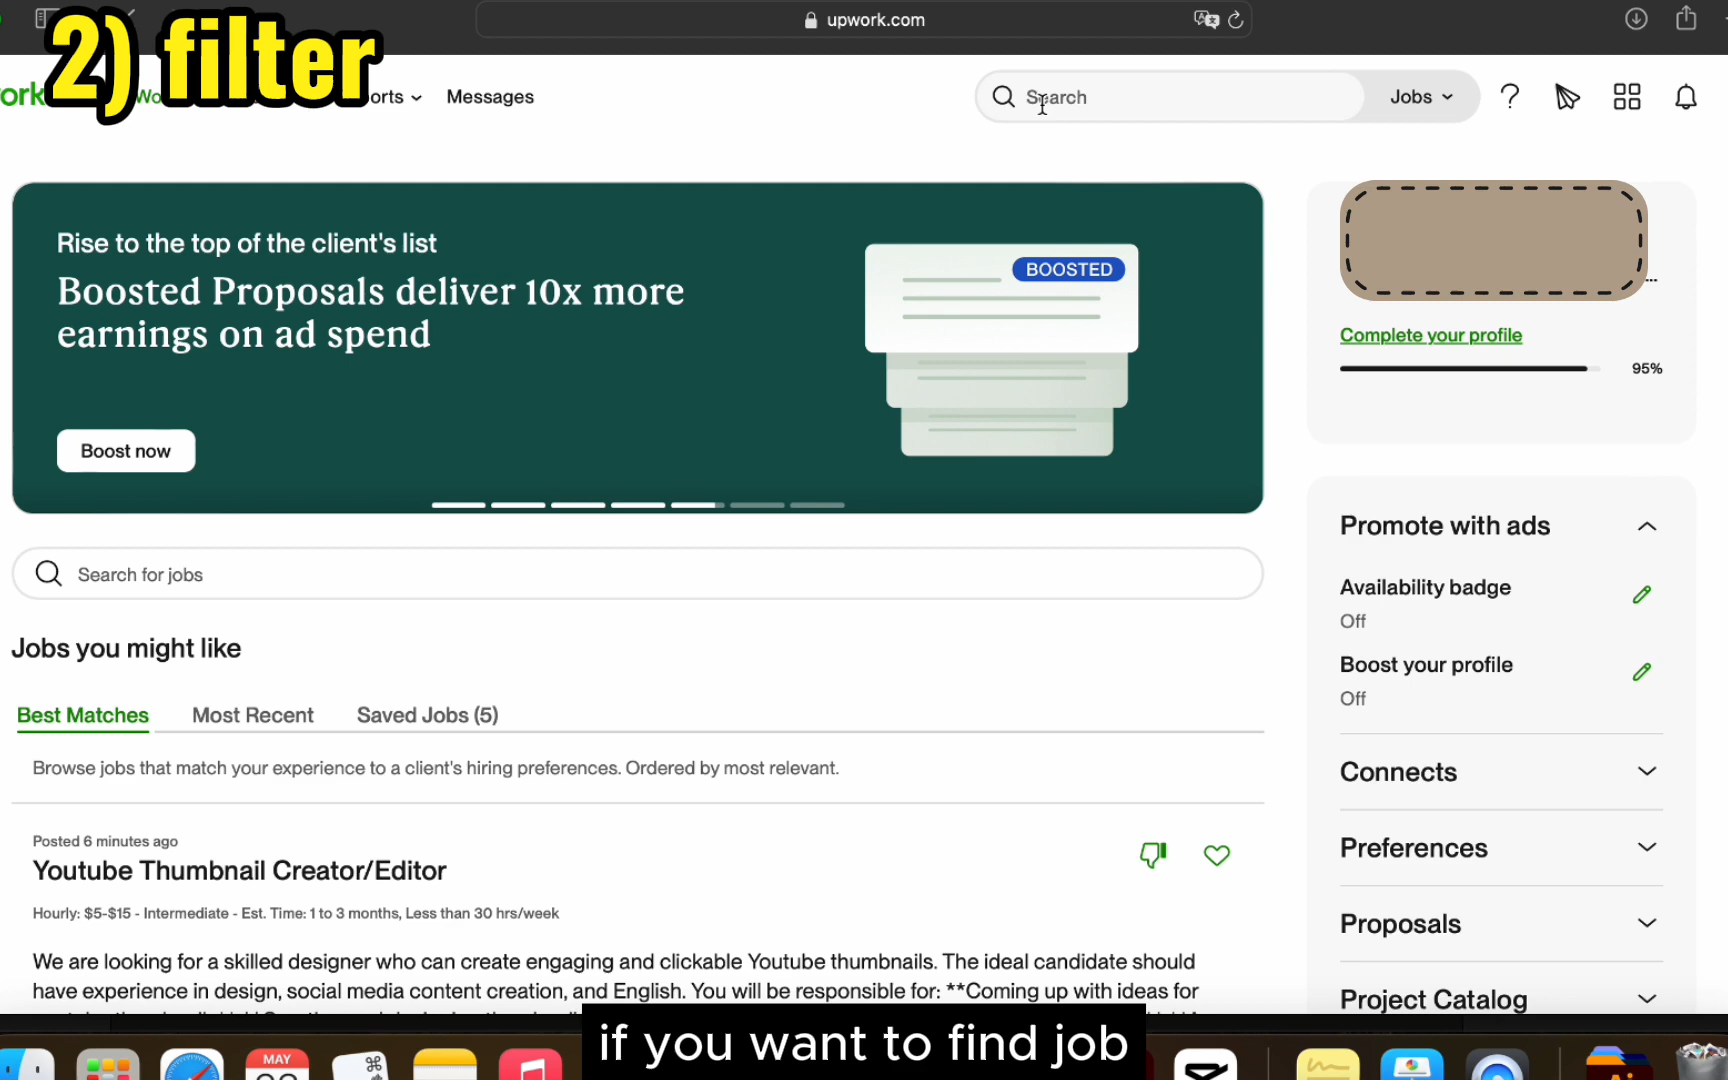 upwork.com
2) filter
ork
Wo
orts
Messages
Search
Jobs
Rise to the top of the client's list
Boosted Proposals deliver 10x more
earnings on ad spend
BOOSTED
Boost now
...
Complete your profile
95%
Search for jobs
Promote with ads
Availability badge
Off
Boost your profile
Off
Connects
Preferences
Proposals
Project Catalog
Jobs you might like
Best Matches
Most Recent
Saved Jobs (5)
Browse jobs that match your experience to a client's hiring preferences. Ordered by most relevant.
Posted 6 minutes ago
Youtube Thumbnail Creator/Editor
Hourly: $5-$15 - Intermediate - Est. Time: 1 to 3 months, Less than 30 hrs/week
We are looking for a skilled designer who can create engaging and clickable Youtube thumbnails. The ideal candidate should
have experience in design, social media content creation, and English. You will be responsible for: **Coming up with ideas for
if you want to find job
MAY